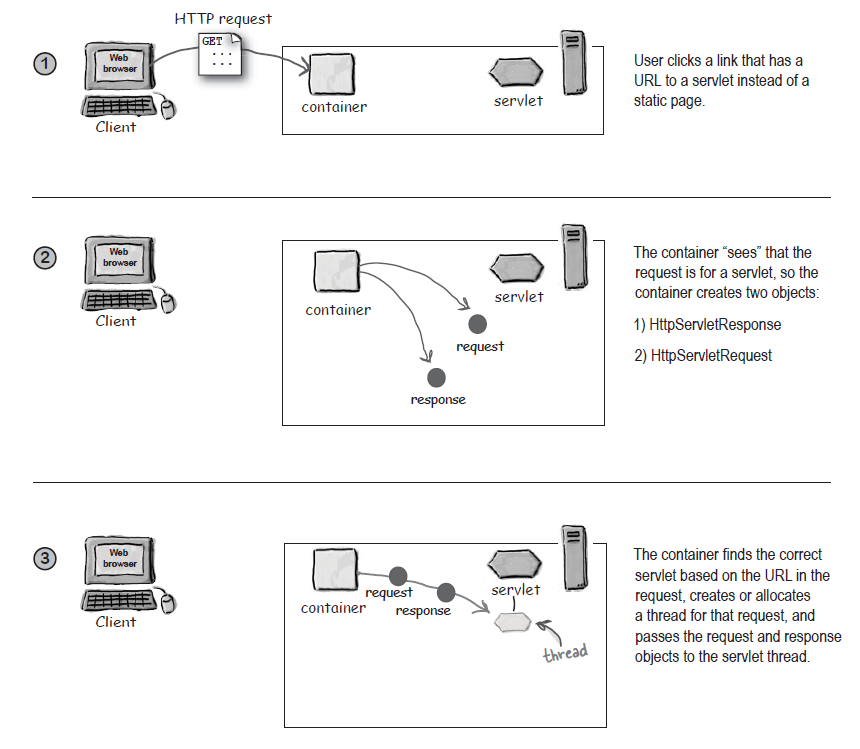 HTTP request
GET
1
Web
browser
Client
container
servlet
User clicks a link that has a
URL to a servlet instead of a
static page.
2
Web
browser
Client
container
servlet
request
response
The container “sees” that the
request is for a servlet, so the
container creates two objects:
1) HttpServletResponse
2) HttpServletRequest
3
Web
browser
Client
container
request
response
servlet
thread
The container finds the correct
servlet based on the URL in the
request, creates or allocates
a thread for that request, and
passes the request and response
objects to the servlet thread.